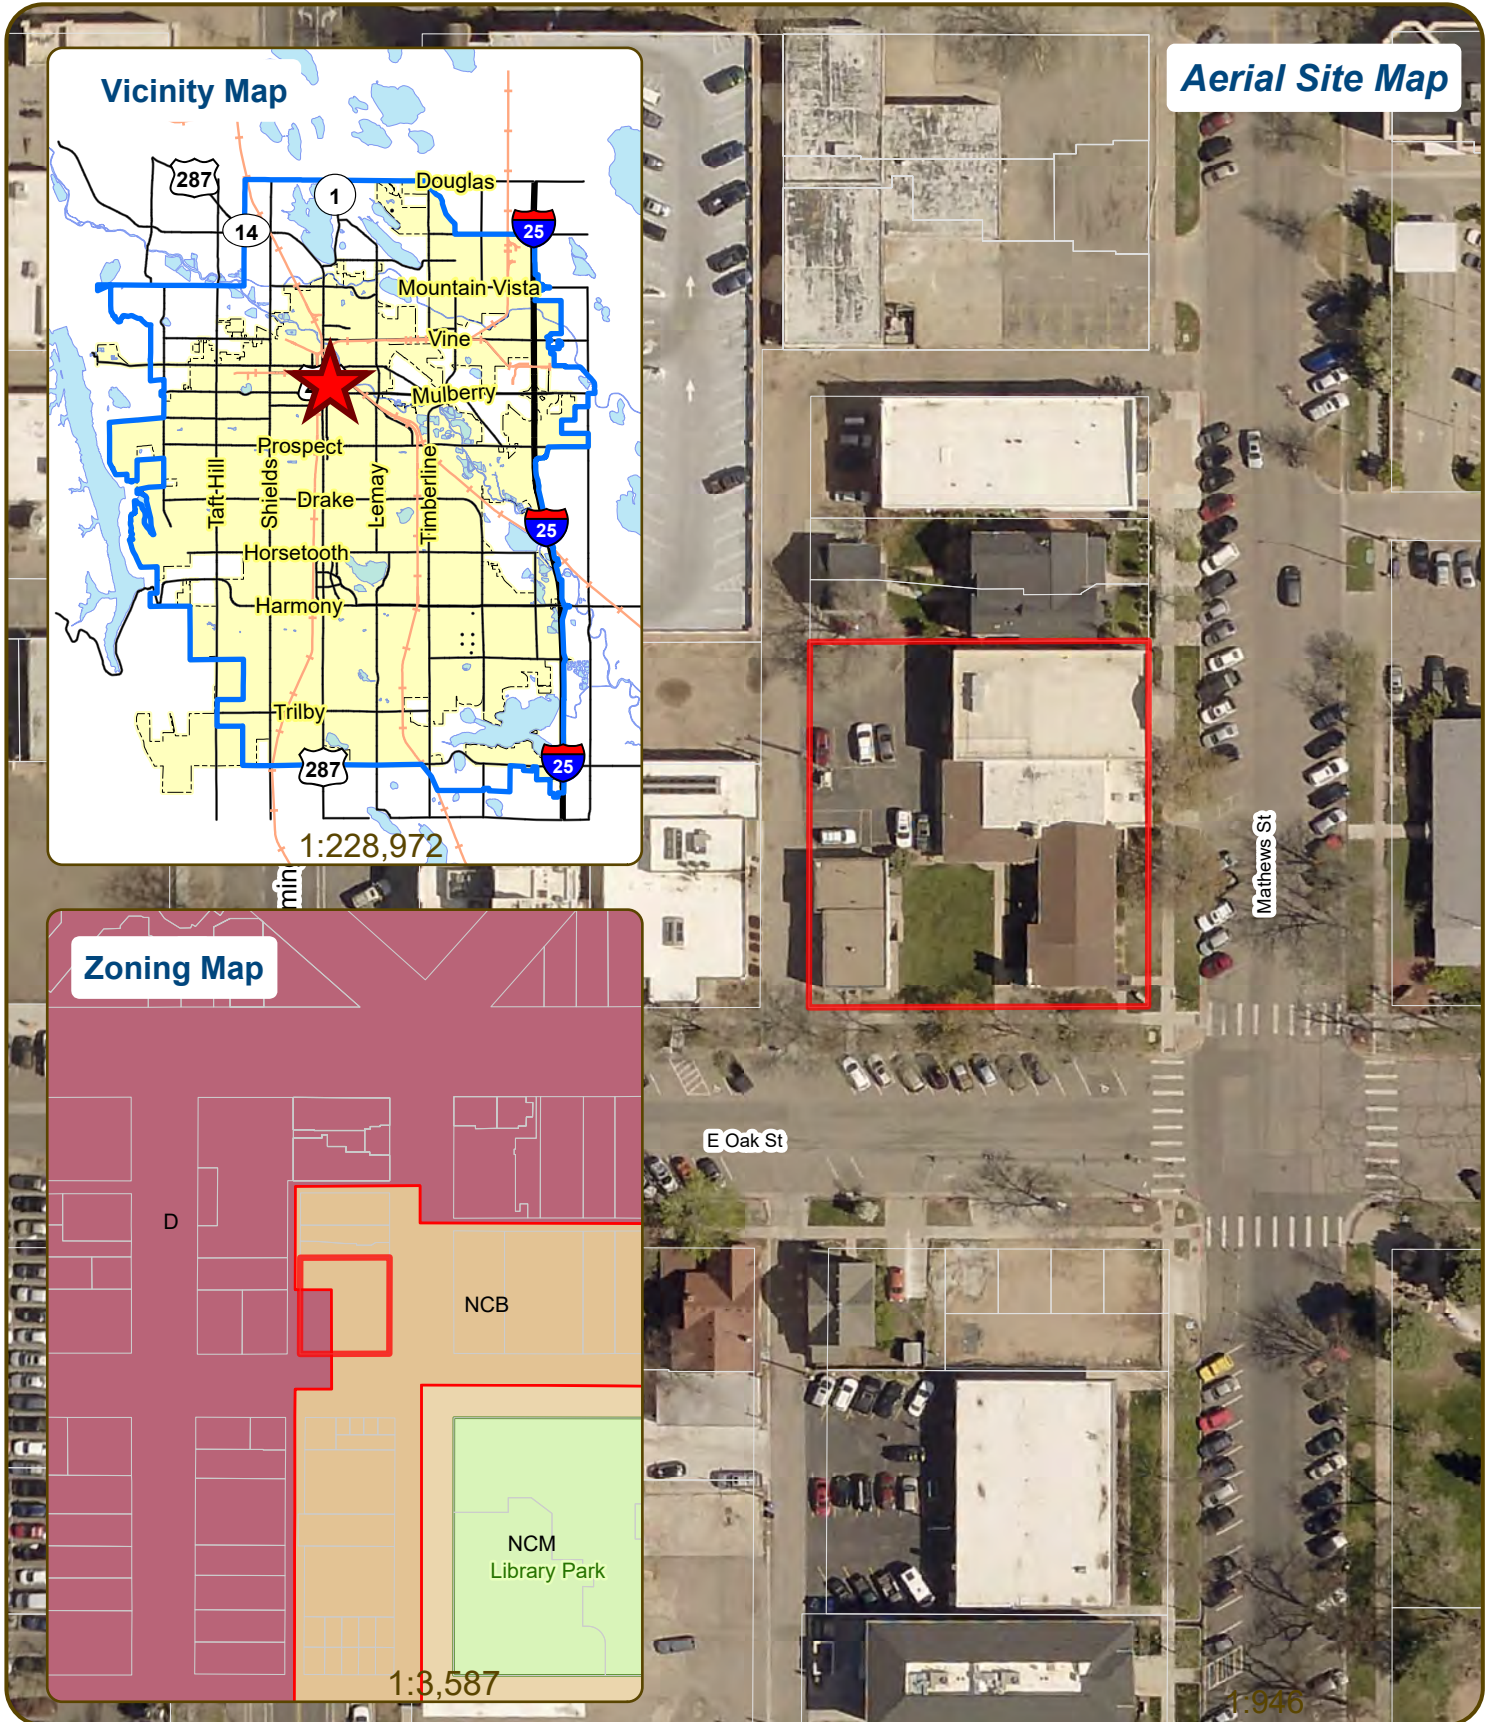 Vicinity Map
Aerial Site Map
287
1
Douglas
14
25
Mountain-Vista
Vine
2
Mulberry
Prospect
Taft-Hill
Shields
Drake
Lemay
Timberline
25
Horsetooth
Harmony
Trilby
287
25
1:228,972
min
Mathews St
Zoning Map
E Oak St
D
NCB
NCM
Library Park
1:3,587
1:946